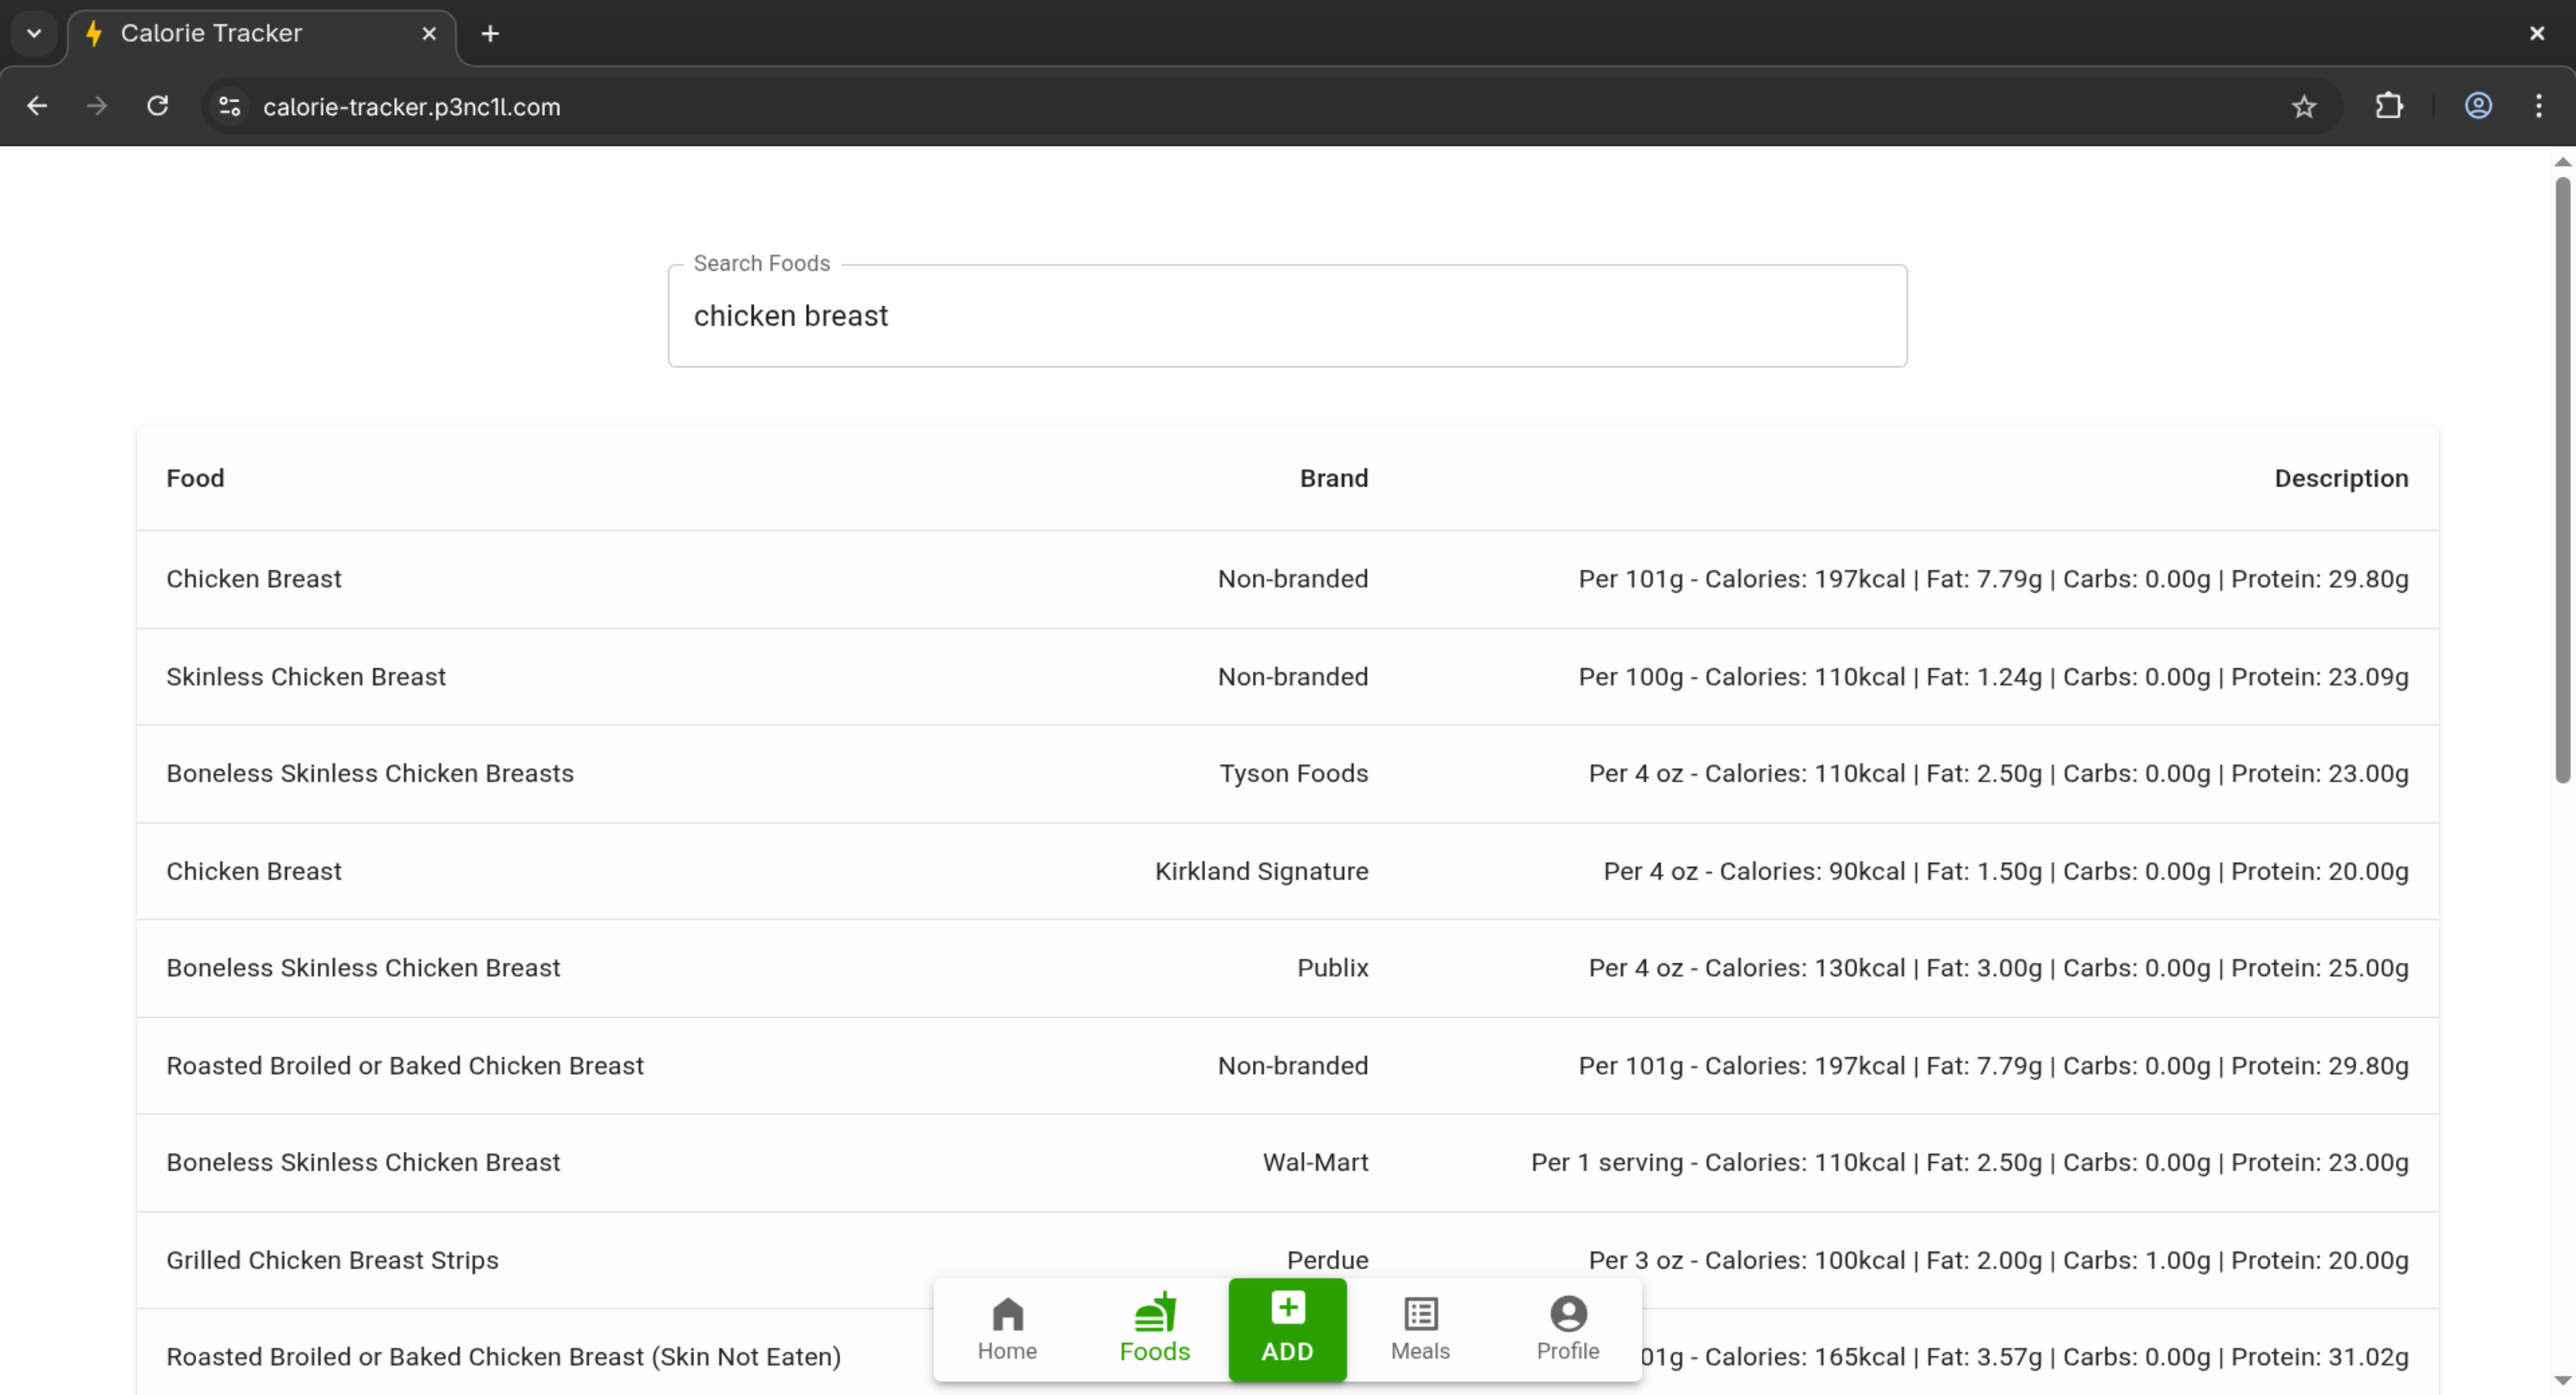 Calorie Tracker
calorie-tracker.p3nc1l.com
Search Foods
chicken breast
Food Brand Description
Chicken Breast Non-branded Per 101g - Calories: 197kcal | Fat: 7.79g | Carbs: 0.00g | Protein: 29.80g
Skinless Chicken Breast Non-branded Per 100g - Calories: 110kcal | Fat: 1.24g | Carbs: 0.00g | Protein: 23.09g
Boneless Skinless Chicken Breasts Tyson Foods Per 4 oz - Calories: 110kcal | Fat: 2.50g | Carbs: 0.00g | Protein: 23.00g
Chicken Breast Kirkland Signature Per 4 oz - Calories: 90kcal | Fat: 1.50g | Carbs: 0.00g | Protein: 20.00g
Boneless Skinless Chicken Breast Publix Per 4 oz - Calories: 130kcal | Fat: 3.00g | Carbs: 0.00g | Protein: 25.00g
Roasted Broiled or Baked Chicken Breast Non-branded Per 101g - Calories: 197kcal | Fat: 7.79g | Carbs: 0.00g | Protein: 29.80g
Boneless Skinless Chicken Breast Wal-Mart Per 1 serving - Calories: 110kcal | Fat: 2.50g | Carbs: 0.00g | Protein: 23.00g
Grilled Chicken Breast Strips Perdue Per 3 oz - Calories: 100kcal | Fat: 2.00g | Carbs: 1.00g | Protein: 20.00g
Roasted Broiled or Baked Chicken Breast (Skin Not Eaten) 01g - Calories: 165kcal | Fat: 3.57g | Carbs: 0.00g | Protein: 31.02g
Home Foods ADD Meals Profile